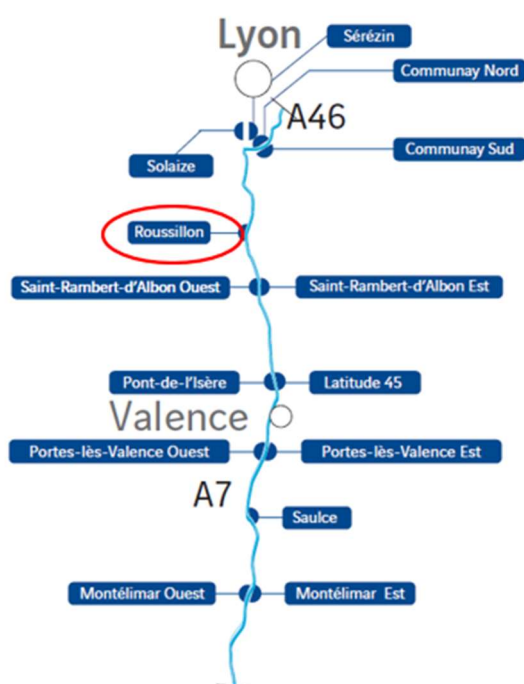 Lyon
Sérézin
Communay Nord
A46
Solaize
Communay Sud
Roussillon
Saint-Rambert-d'Albon Ouest
Saint-Rambert-d'Albon Est
Pont-de-l'Isère
Latitude 45
Valence
Portes-lès-Valence Ouest
Portes-lès-Valence Est
A7
Saulce
Montélimar Ouest
Montélimar Est